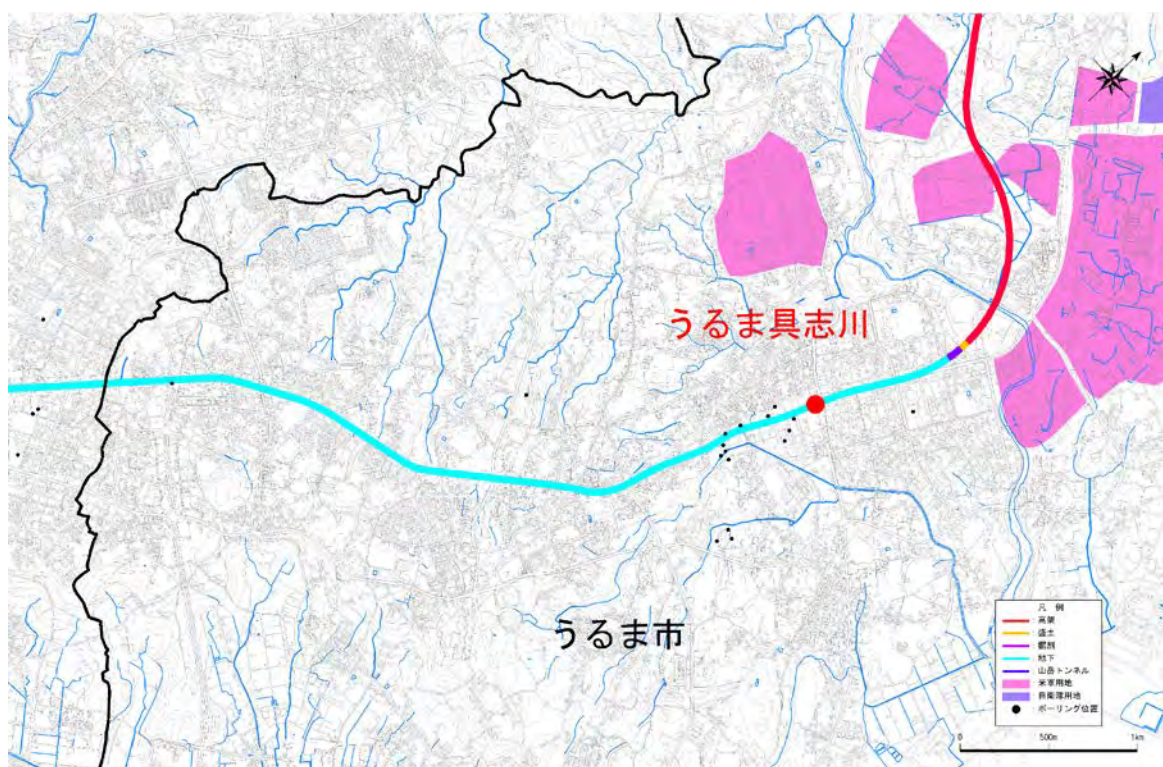 うるま具志川
うるま市
凡 例
高架
盛土
掘割
地下
山岳トンネル
米軍用地
自衛隊用地
ボーリング位置
0 500m 1km